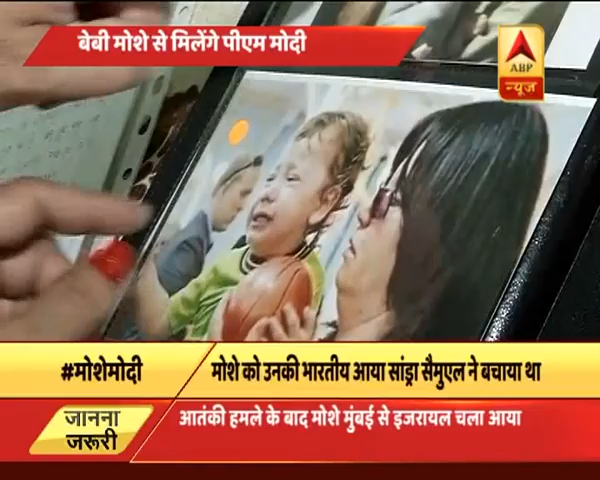 बेबी मोशे से मिलेंगे पीएम मोदी
ABP
न्यूज़
#मोशेमोदी
मोशे को उनकी भारतीय आया सांड्रा सैमुएल ने बचाया था
जानना
जरूरी
आतंकी हमले के बाद मोशे मुंबई से इजरायल चला आया